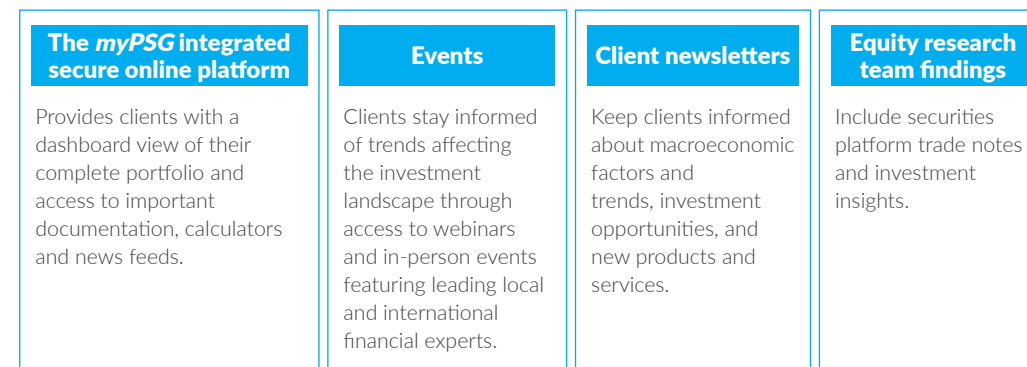 The myPSG integrated
secure online platform
Provides clients with a
dashboard view of their
complete portfolio and
access to important
documentation, calculators
and news feeds.
Events
Clients stay informed
of trends affecting
the investment
landscape through
access to webinars
and in-person events
featuring leading local
and international
financial experts.
Client newsletters
Keep clients informed
about macroeconomic
factors and
trends, investment
opportunities, and
new products and
services.
Equity research
team findings
Include securities
platform trade notes
and investment
insights.